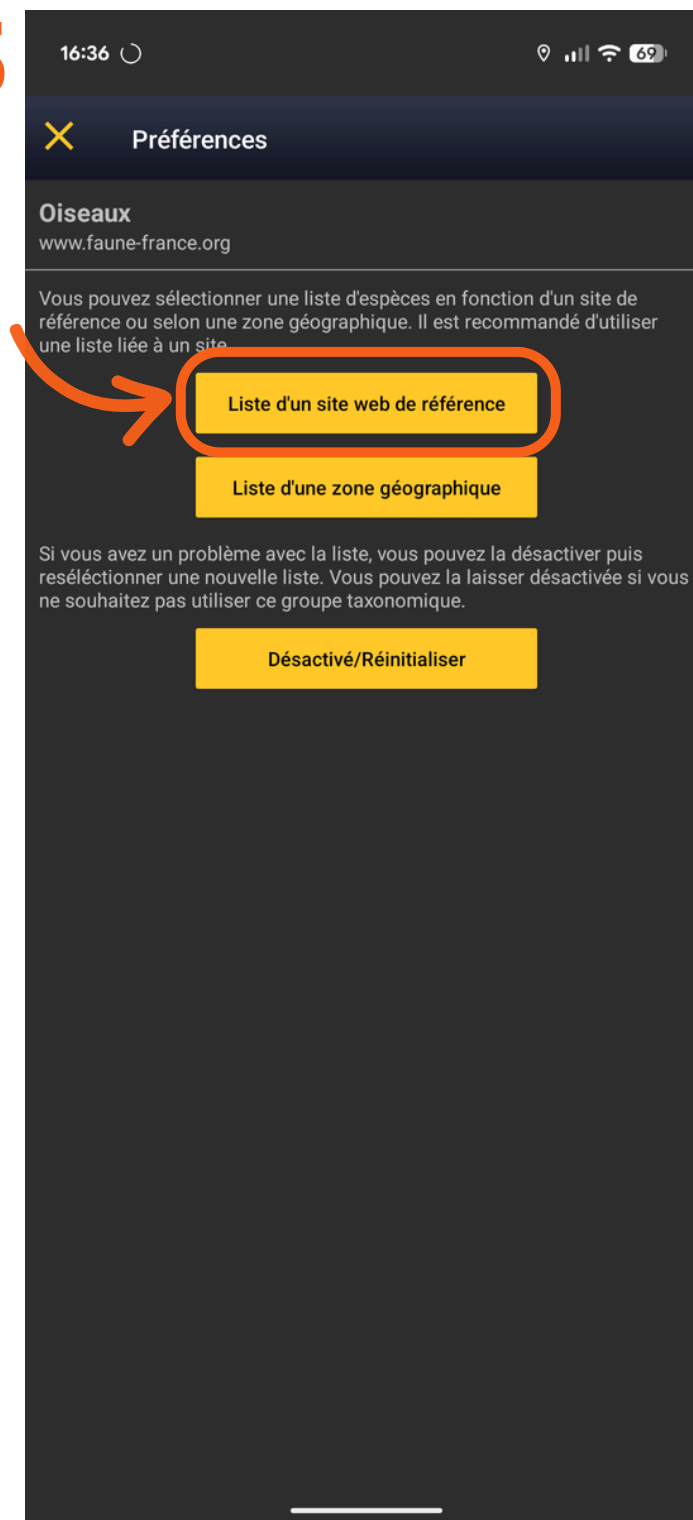 16:36
69
Préférences
Oiseaux
www.faune-france.org
Vous pouvez sélectionner une liste d'espèces en fonction d'un site de
référence ou selon une zone géographique. Il est recommandé d'utiliser
une liste liée à un site.
Liste d'un site web de référence
Liste d'une zone géographique
Si vous avez un problème avec la liste, vous pouvez la désactiver puis
reséléctionner une nouvelle liste. Vous pouvez la laisser désactivée si vous
ne souhaitez pas utiliser ce groupe taxonomique.
Désactivé/Réinitialiser